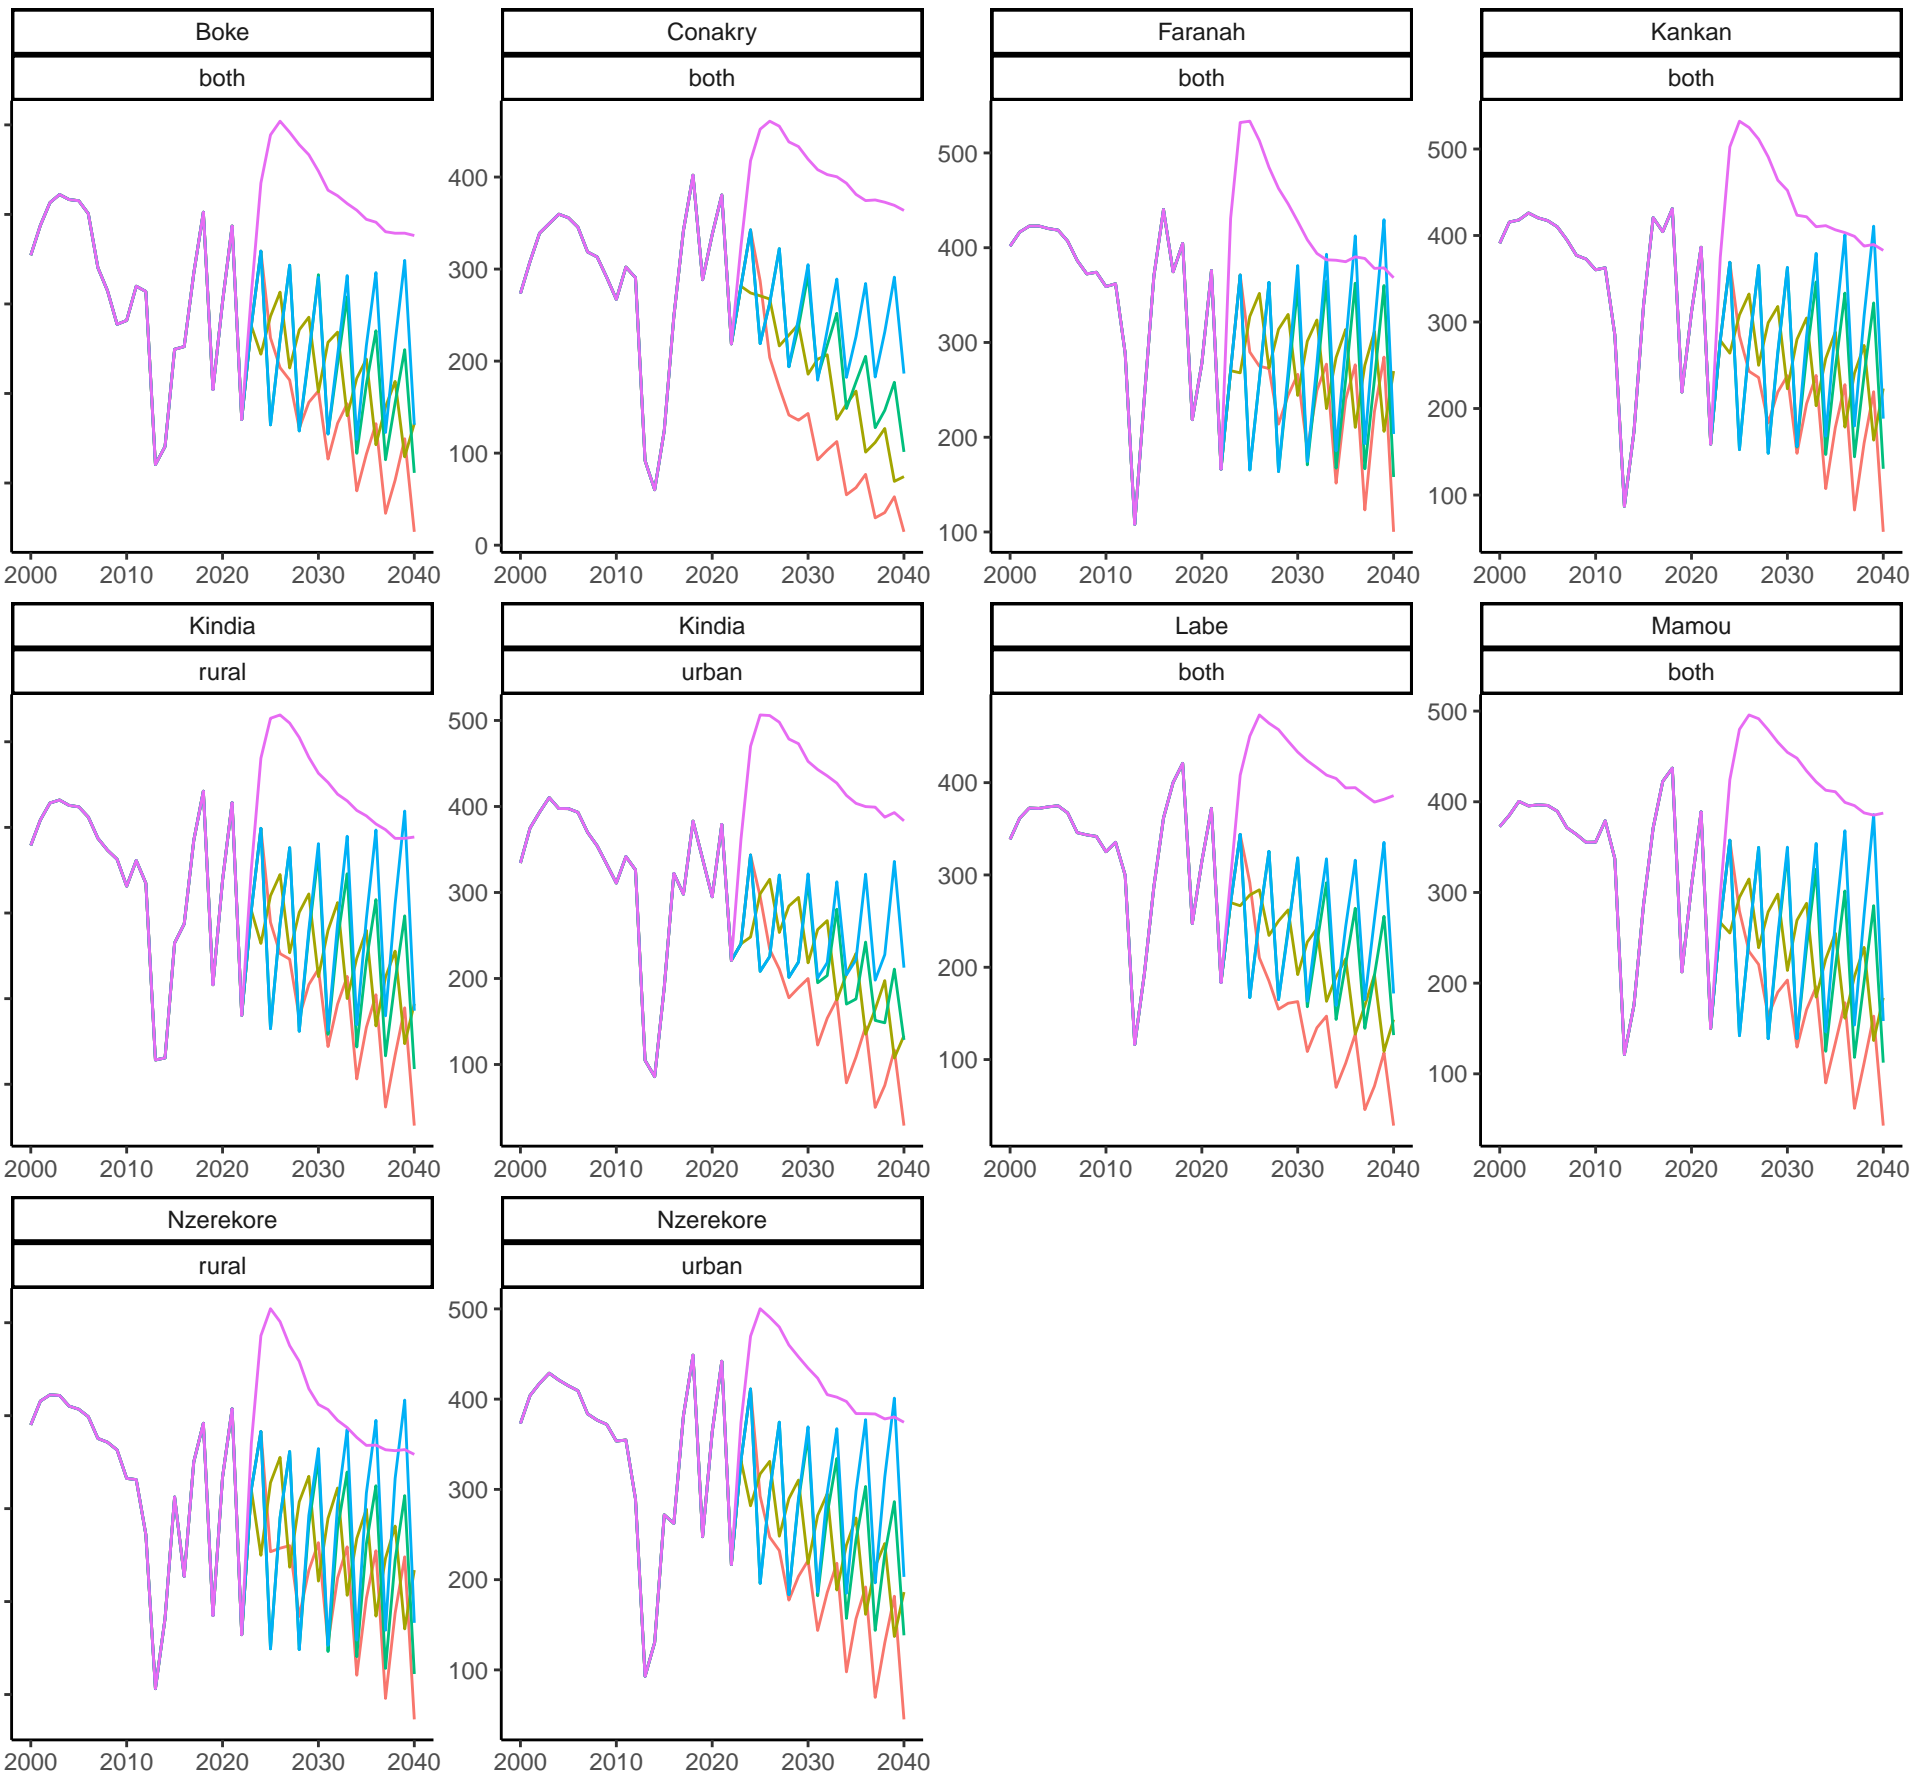 Boke Conakry Faranah Kankan
both both both both
500 500
400 400 400
300 300 300
200 200 200
100 100 100
0
2000 2010 2020 2030 2040 2000 2010 2020 2030 2040 2000 2010 2020 2030 2040 2000 2010 2020 2030 2040
Kindia Kindia Labe Mamou
rural urban both both
500 500
400 400 400
300 300 300
200 200 200
100 100 100
2000 2010 2020 2030 2040 2000 2010 2020 2030 2040 2000 2010 2020 2030 2040 2000 2010 2020 2030 2040
Nzerekore Nzerekore
rural urban
500
400
300
200
100
2000 2010 2020 2030 2040 2000 2010 2020 2030 2040